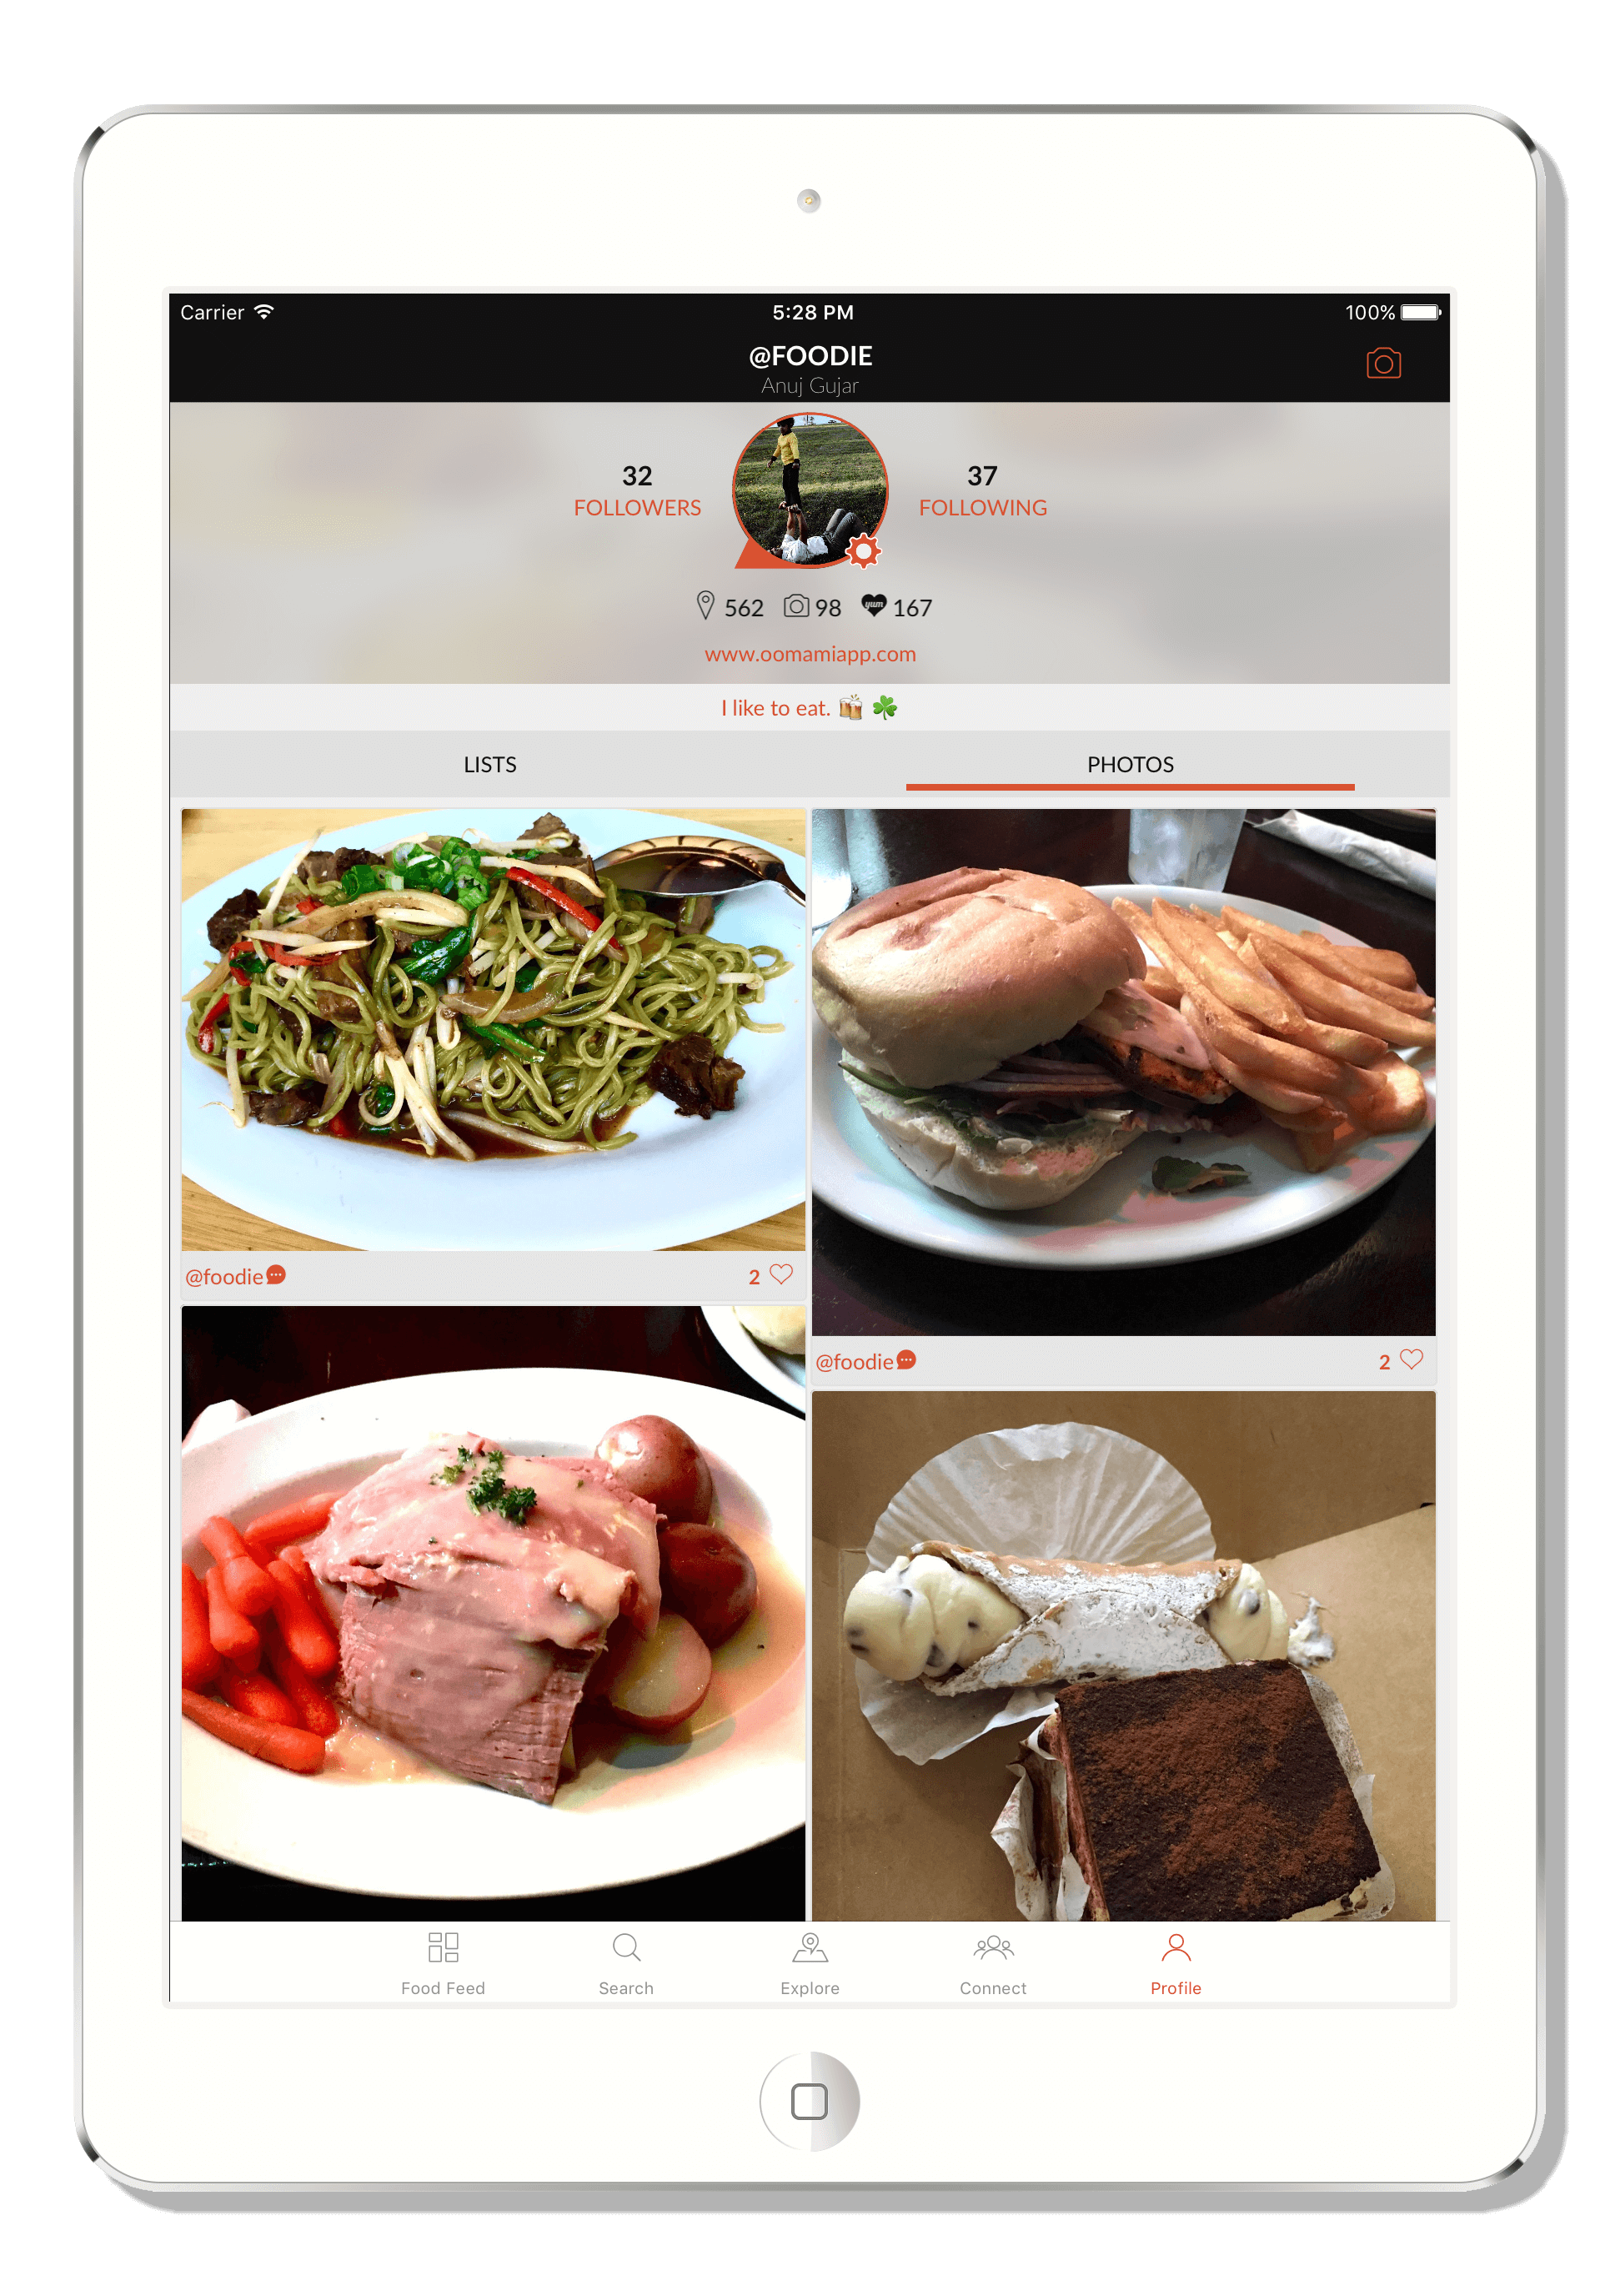 Carrier 5:28 PM 100%
@FOODIE
Anuj Gujar
32 37
FOLLOWERS FOLLOWING
562 98 yum 167
www.oomamiapp.com
I like to eat. 🍻 ☘️
LISTS PHOTOS
@foodie 2
@foodie 2
Food Feed Search Explore Connect Profile